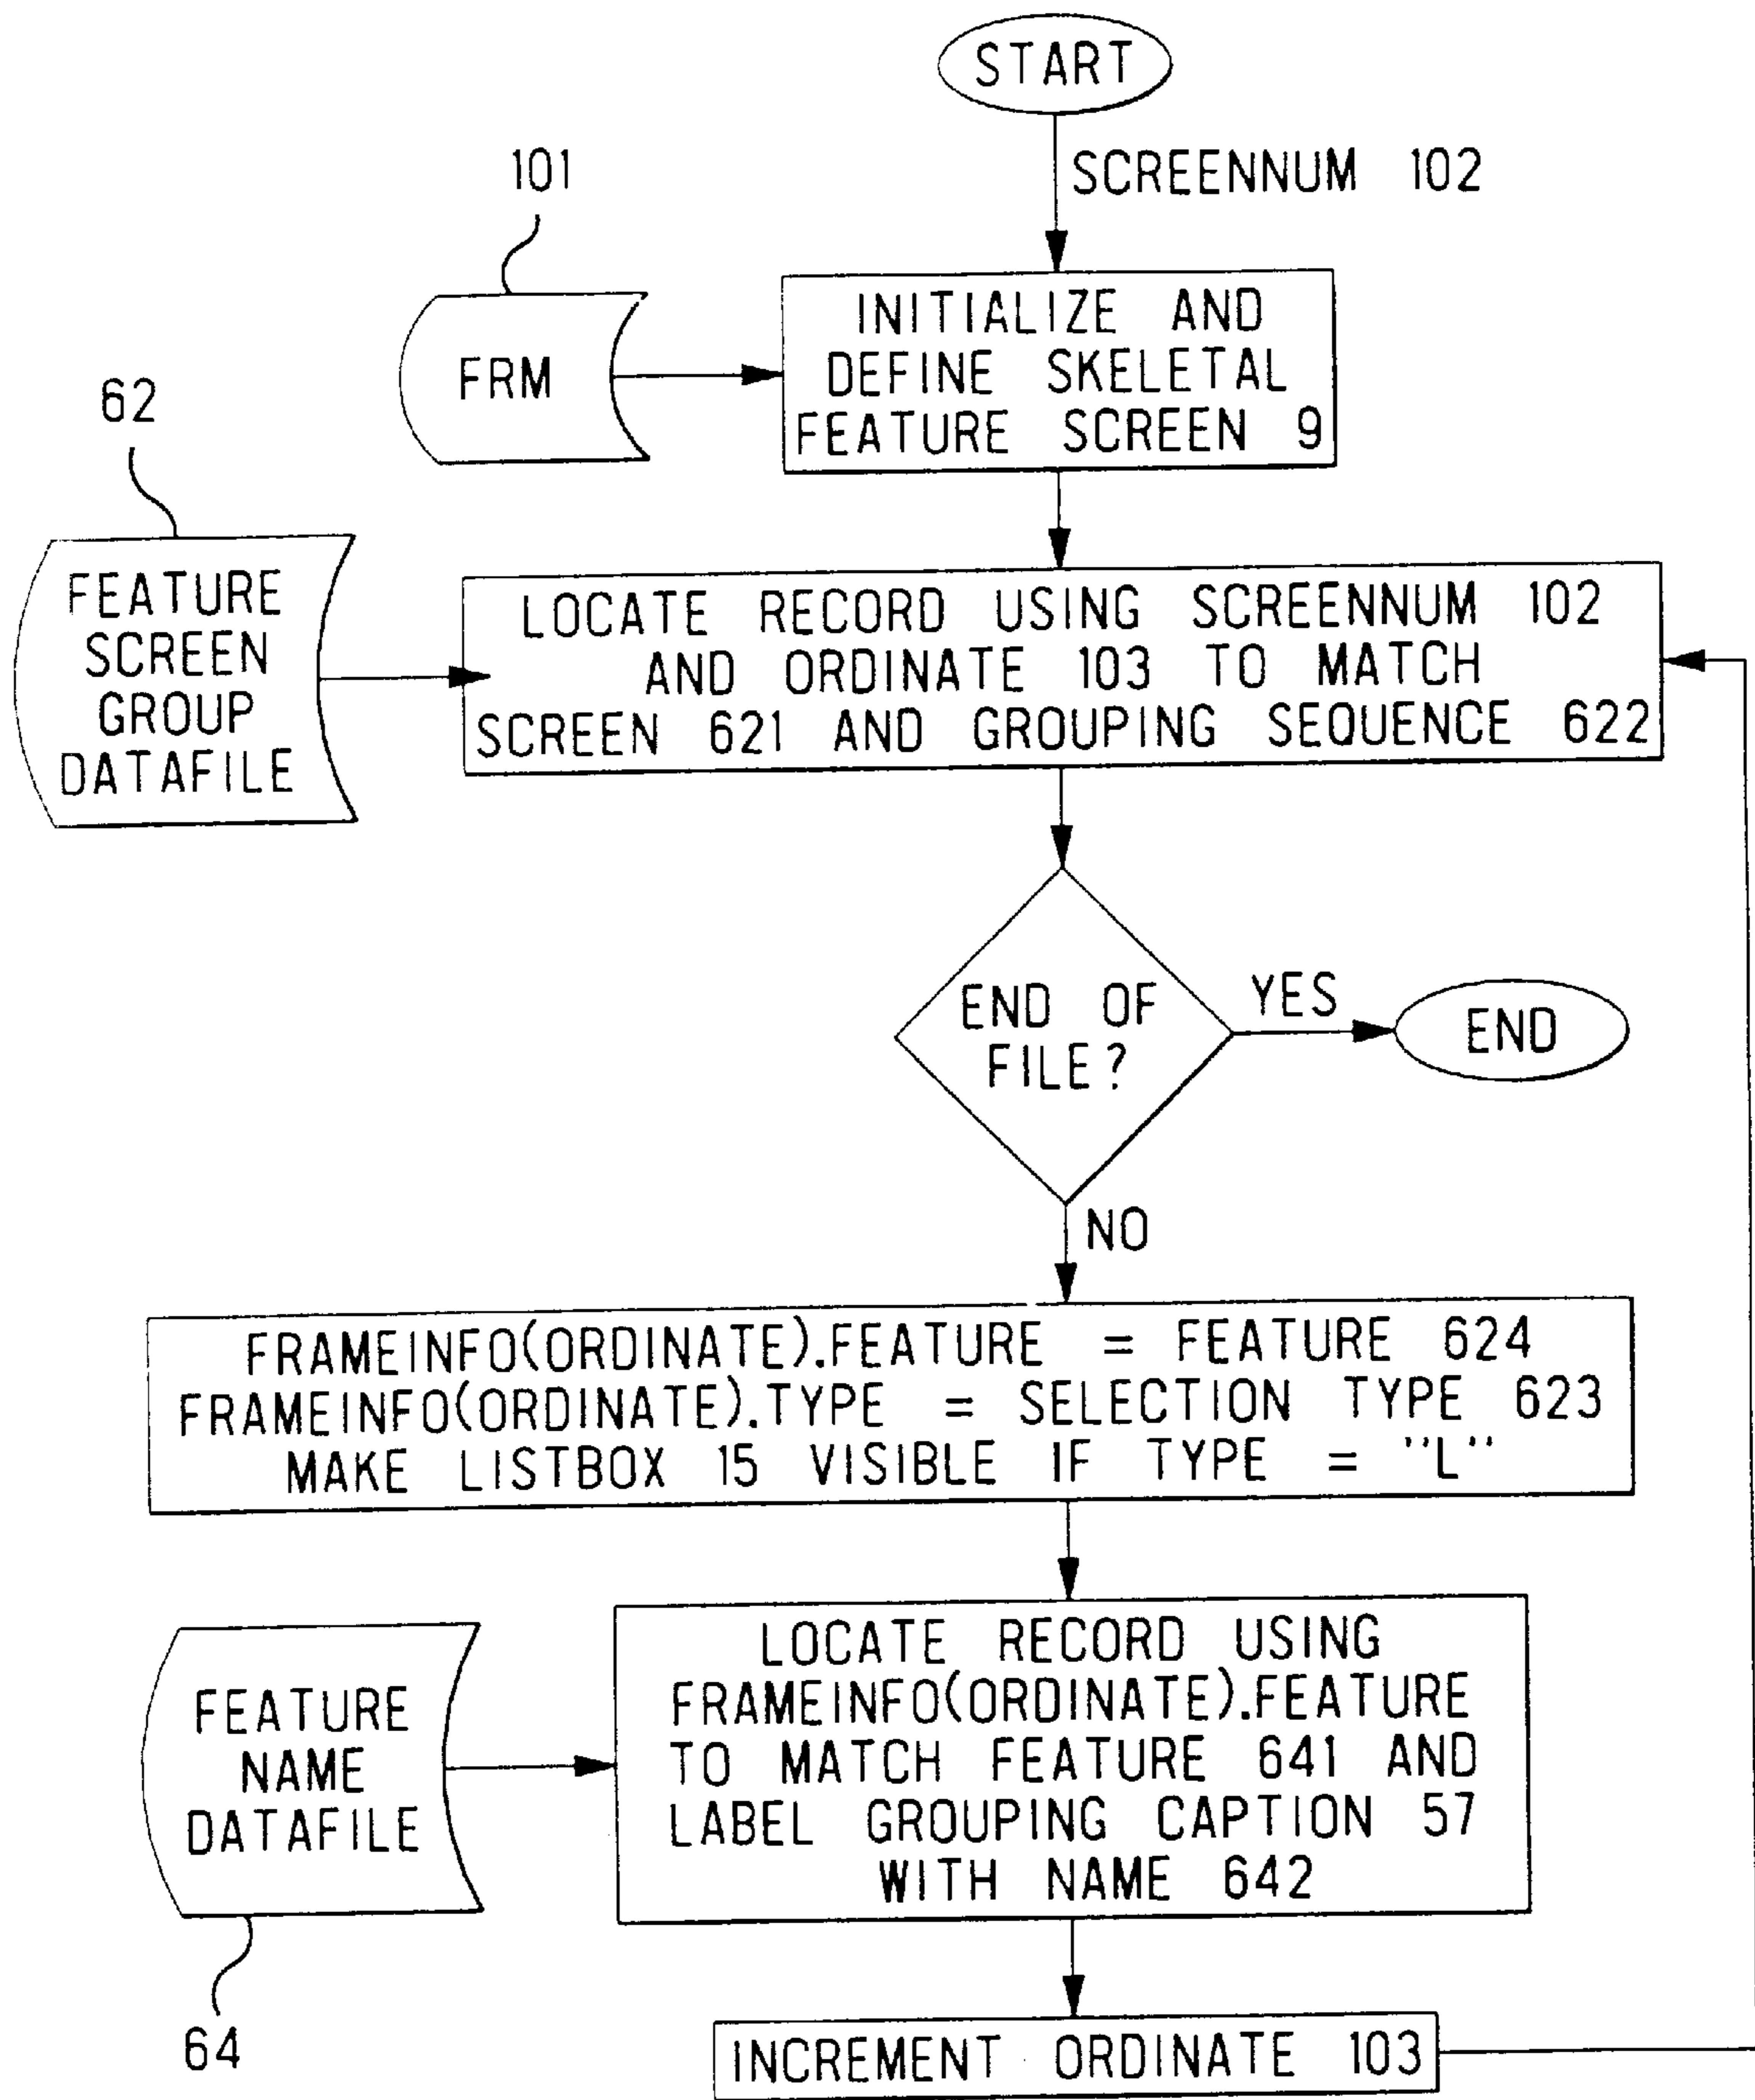 START
SCREENNUM 102
101
INITIALIZE AND
DEFINE SKELETAL
FEATURE SCREEN 9
FRM
62
FEATURE
SCREEN
GROUP
DATAFILE
LOCATE RECORD USING SCREENNUM 102
AND ORDINATE 103 TO MATCH
SCREEN 621 AND GROUPING SEQUENCE 622
END OF
FILE?
YES
END
NO
FRAMEINFO(ORDINATE).FEATURE = FEATURE 624
FRAMEINFO(ORDINATE).TYPE = SELECTION TYPE 623
MAKE LISTBOX 15 VISIBLE IF TYPE = "L"
FEATURE
NAME
DATAFILE
LOCATE RECORD USING
FRAMEINFO(ORDINATE).FEATURE
TO MATCH FEATURE 641 AND
LABEL GROUPING CAPTION 57
WITH NAME 642
64
INCREMENT ORDINATE 103